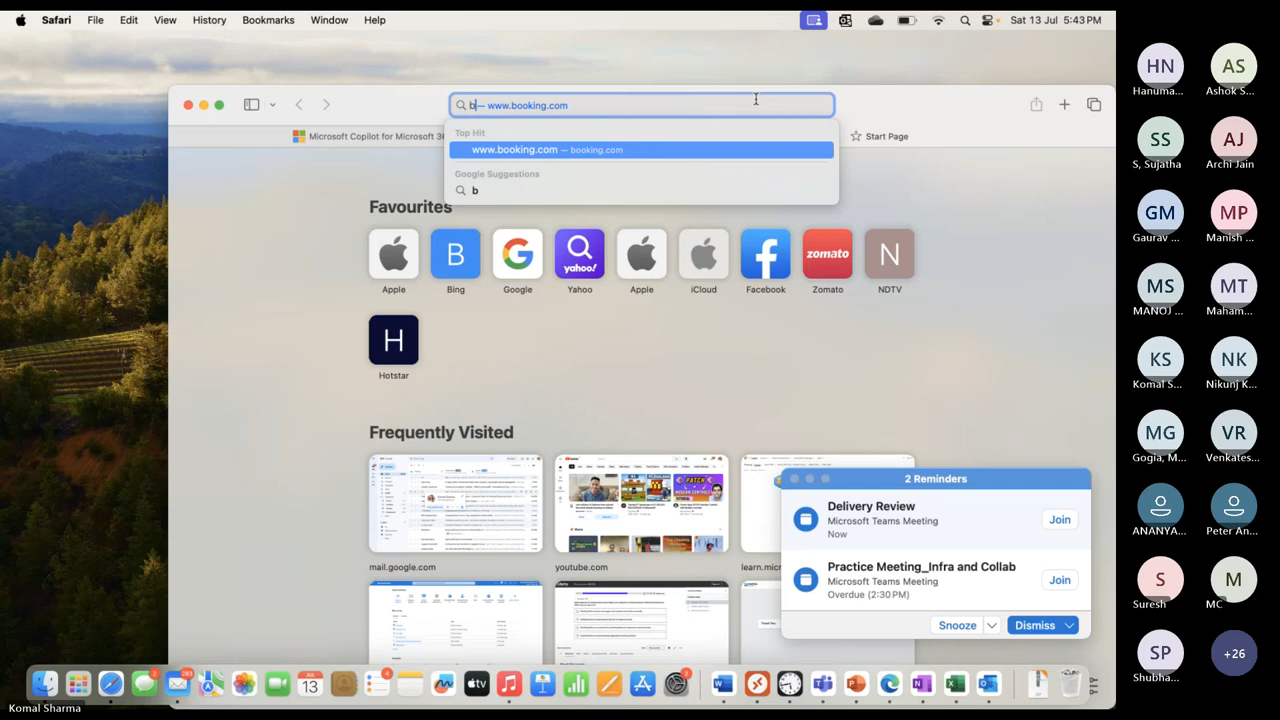 Safari File Edit View History Bookmarks Window Help Sat 13 Jul 5:43 PM
b — www.booking.com
Microsoft Copilot for Microsoft 3 Start Page
Top Hit
www.booking.com — booking.com
Google Suggestions
b
Favourites
B zomato N
yahoo!
Apple Bing Google Yahoo Apple iCloud Facebook Zomato NDTV
H
Hotstar
Frequently Visited
mail.google.com youtube.com learn.micr
2 Reminders
Delivery Review
Microsoft Teams Meeting
Now
Join
Practice Meeting_Infra and Collab
Microsoft Teams Meeting
Overdue (2:30 PM)
Join
Snooze Dismiss
JUL
13
tv
Komal Sharma
HN AS
Hanuma... Ashok S...
SS AJ
S, Sujatha Archi Jain
GM MP
Gaurav ... Manish ...
MS MT
MANOJ ... Maham...
KS NK
Komal S... Nikunj K...
MG VR
Gogia, M... Venkates...
ANANYA... Peter An...
S M
Suresh MC
SP +26
Shubha...